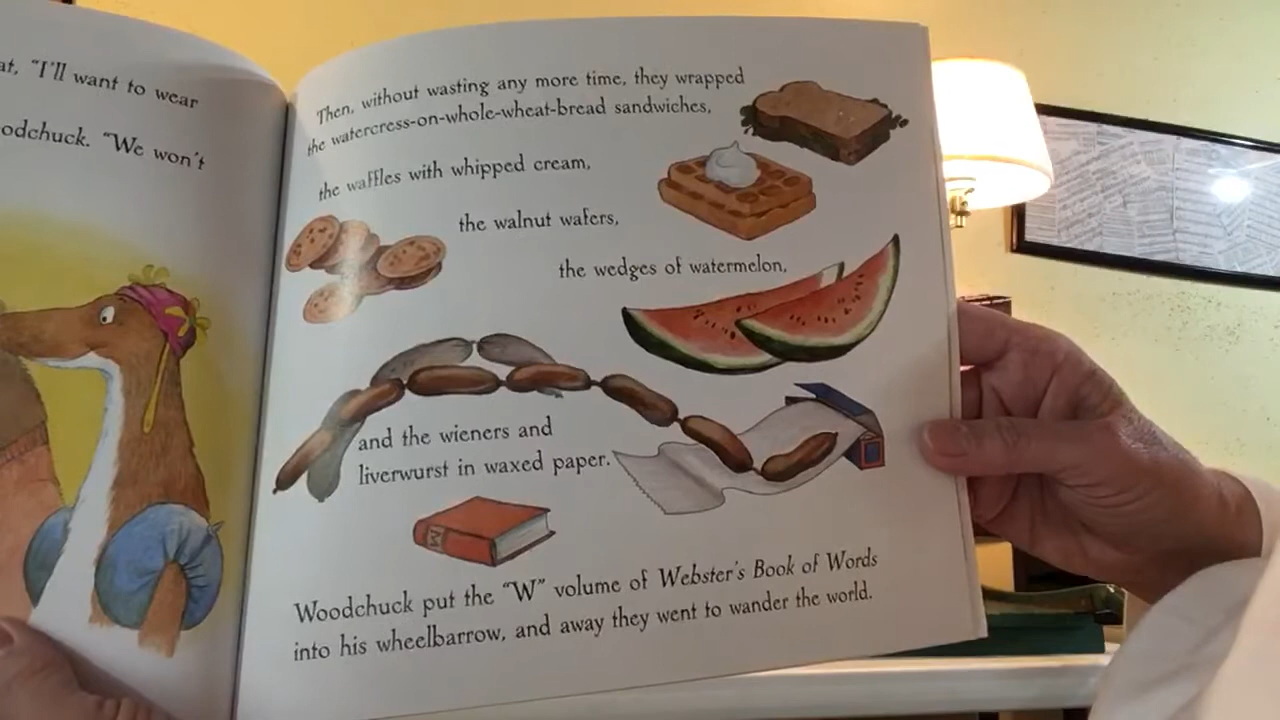 at, "I'll want to wear
odchuck. "We won't
Then, without wasting any more time, they wrapped
the watercress-on-whole-wheat-bread sandwiches,
the waffles with whipped cream,
the walnut wafers,
the wedges of watermelon,
and the wieners and
liverwurst in waxed paper.
W
Woodchuck put the "W" volume of Webster's Book of Words
into his wheelbarrow, and away they went to wander the world.